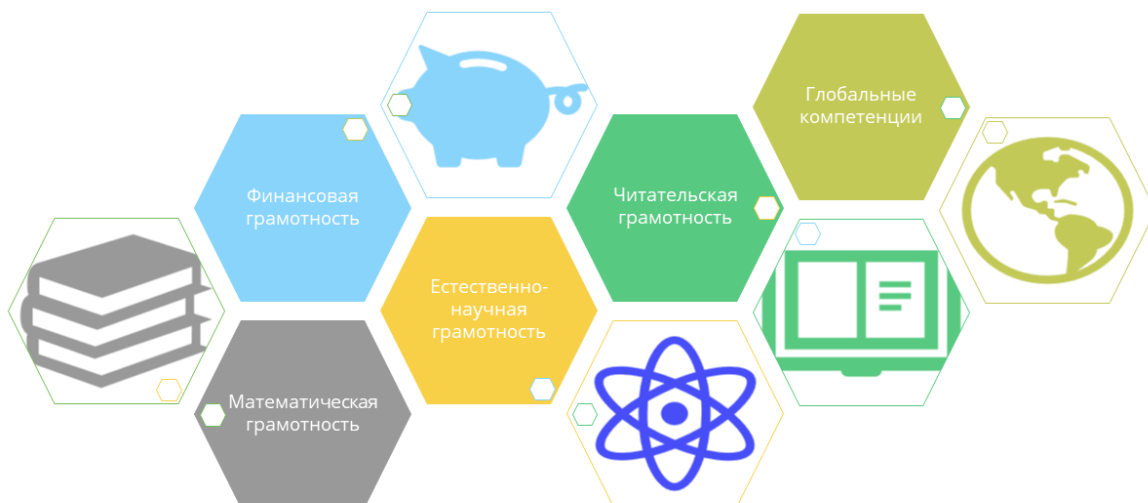 Глобальные
компетенции
Финансовая
грамотность
Читательская
грамотность
Естественно-
научная
грамотность
Математическая
грамотность